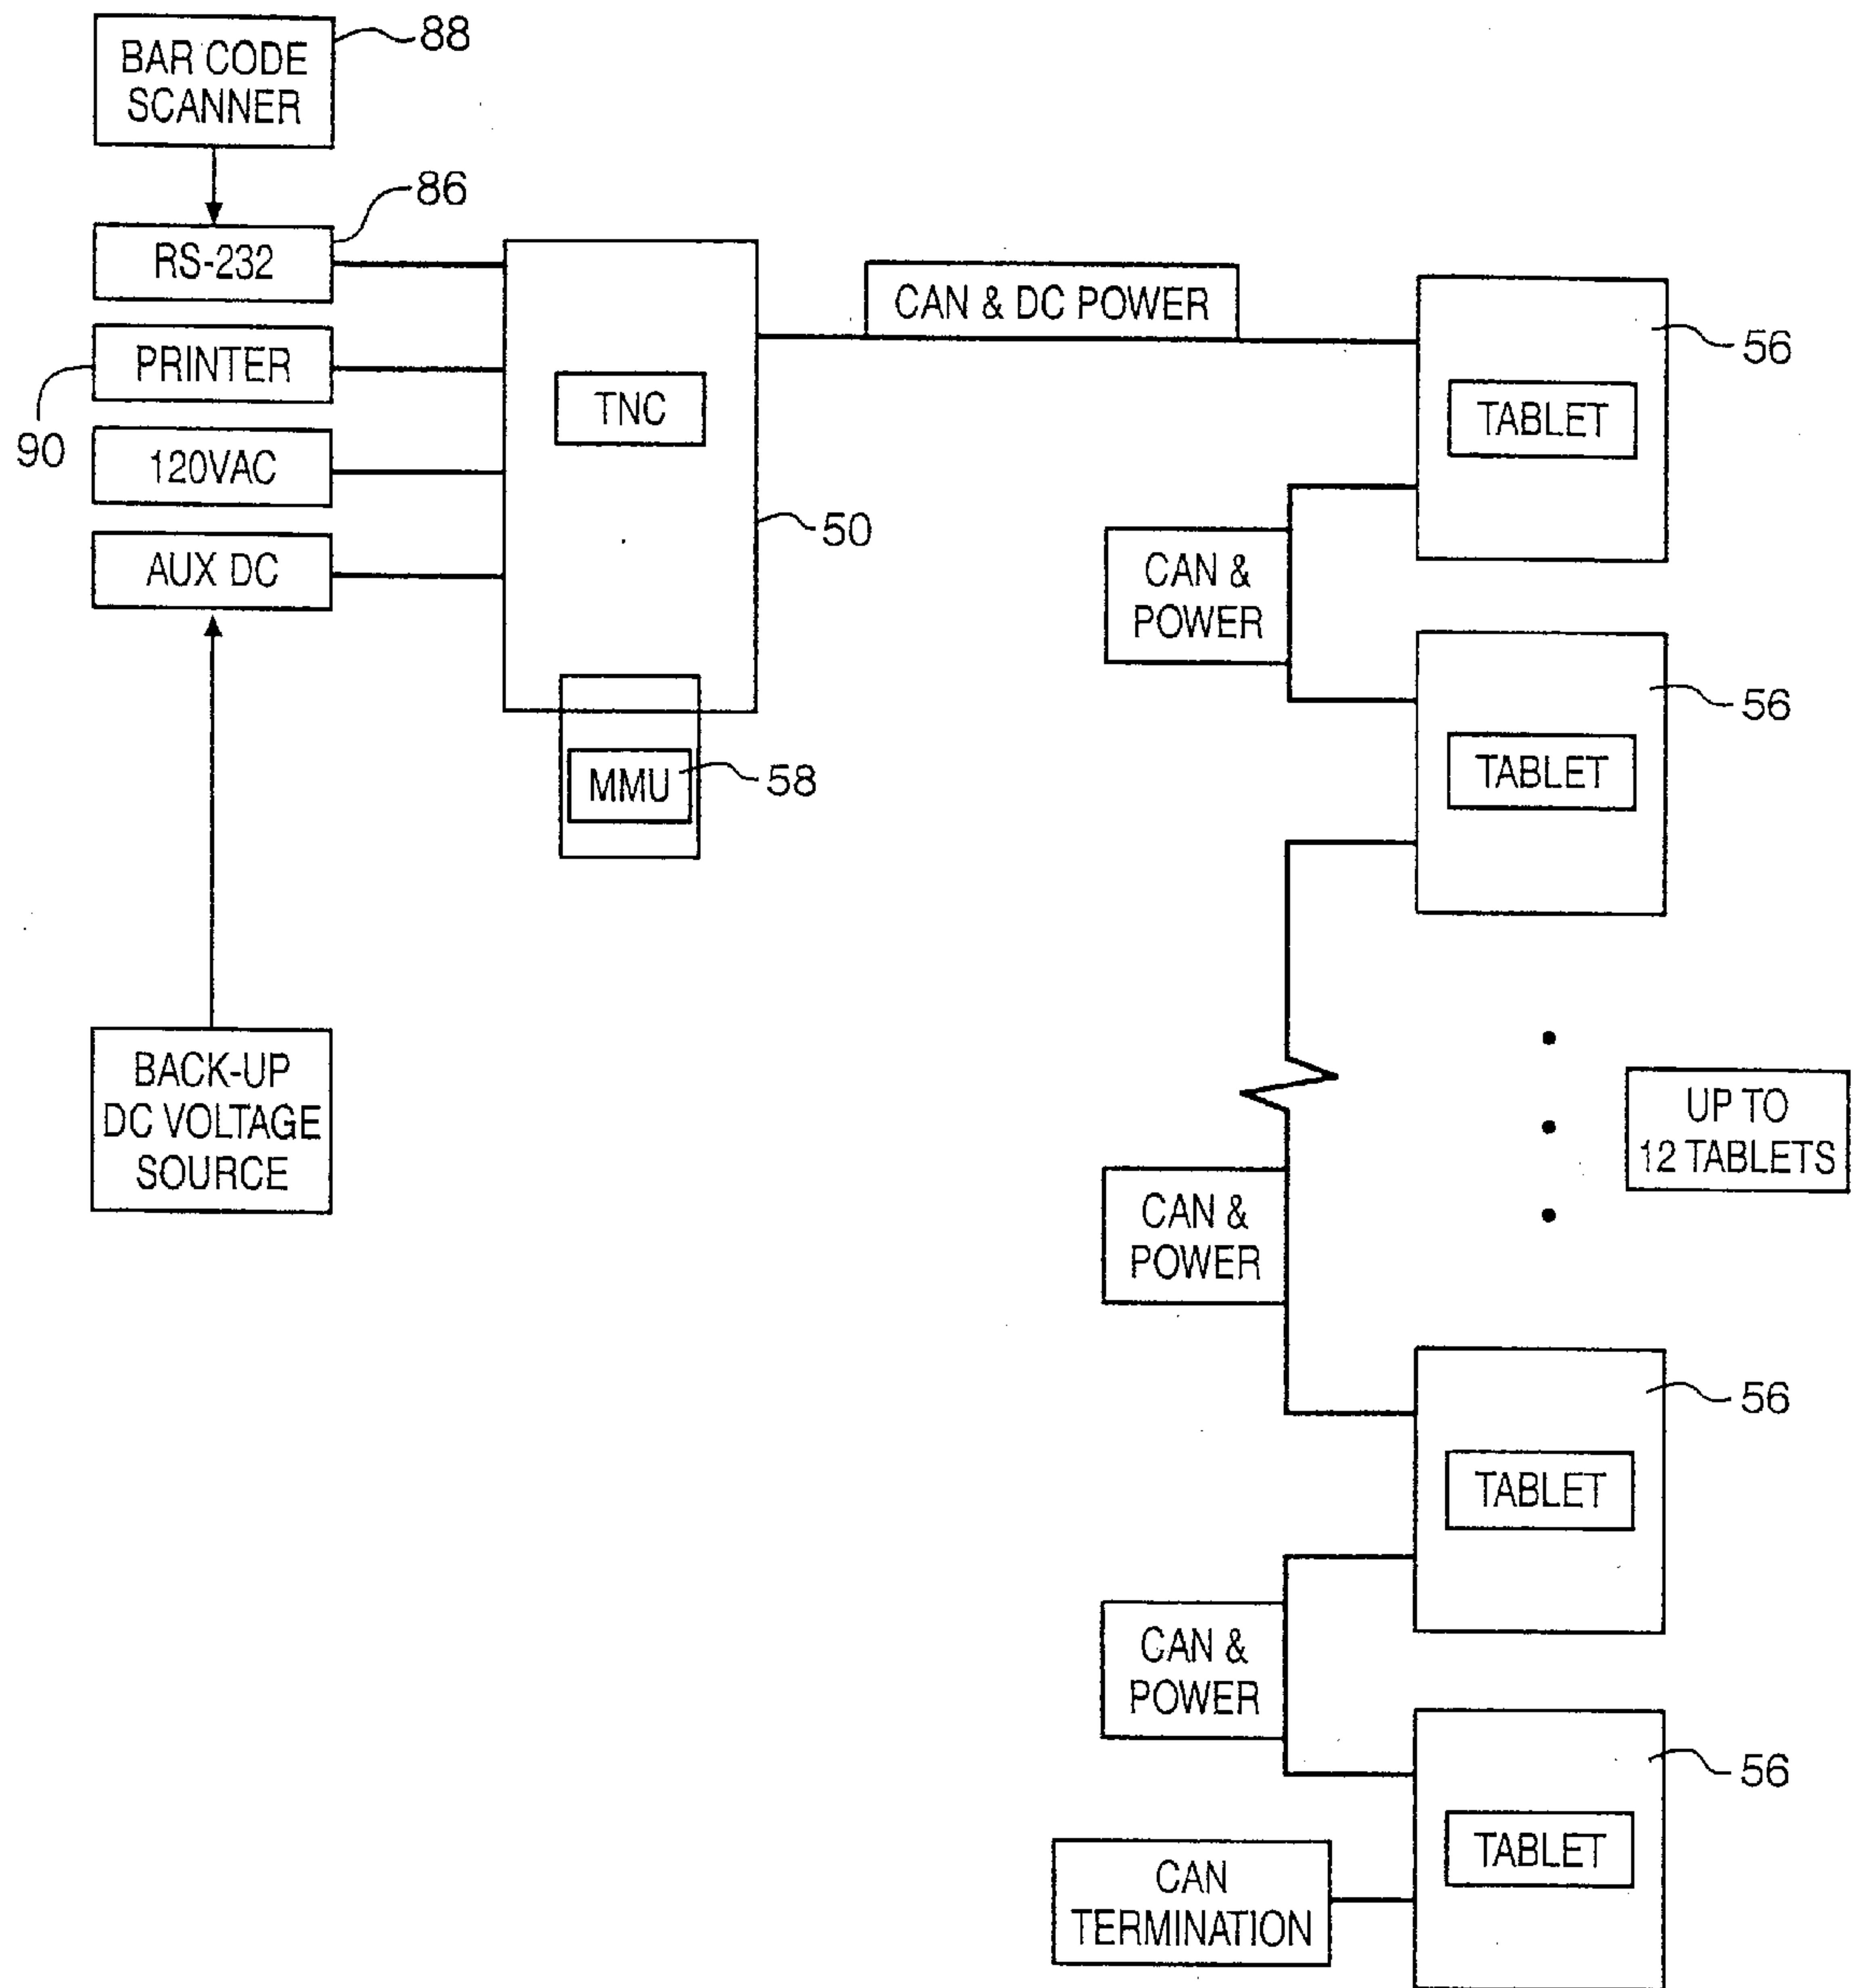 BAR CODE
SCANNER
88
86
RS-232
PRINTER
90
120VAC
AUX DC
BACK-UP
DC VOLTAGE
SOURCE
TNC
50
MMU
58
CAN & DC POWER
TABLET
56
CAN &
POWER
TABLET
56
UP TO
12 TABLETS
CAN &
POWER
TABLET
56
CAN &
POWER
TABLET
56
CAN
TERMINATION